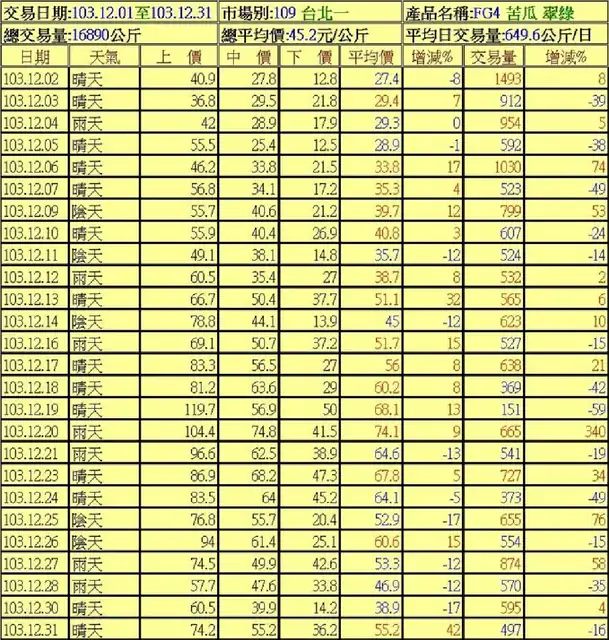 交易日期:103.12.01至103.12.31 市場別:109 台北一 產品名稱:FG4 苦瓜 翠綠
總交易量:16890公斤 總平均價:45.2元/公斤 平均日交易量:649.6公斤/日
日期 天氣 上 價 中 價 下 價 平均價 增減% 交易量 增減%
103.12.02 晴天 40.9 27.8 12.8 27.4 -8 1493 8
103.12.03 晴天 36.8 29.5 21.8 29.4 7 912 -39
103.12.04 雨天 42 28.9 17.9 29.3 0 954 5
103.12.05 晴天 55.5 25.4 12.5 28.9 -1 592 -38
103.12.06 晴天 46.2 33.8 21.5 33.8 17 1030 74
103.12.07 晴天 56.8 34.1 17.2 35.3 4 523 -49
103.12.09 陰天 55.7 40.6 21.2 39.7 12 799 53
103.12.10 晴天 55.9 40.4 26.9 40.8 3 607 -24
103.12.11 陰天 49.1 38.1 14.8 35.7 -12 524 -14
103.12.12 雨天 60.5 35.4 27 38.7 8 532 2
103.12.13 晴天 66.7 50.4 37.7 51.1 32 565 6
103.12.14 陰天 78.8 44.1 13.9 45 -12 623 10
103.12.16 雨天 69.1 50.7 37.2 51.7 15 527 -15
103.12.17 晴天 83.3 56.5 27 56 8 638 21
103.12.18 晴天 81.2 63.6 29 60.2 8 369 -42
103.12.19 晴天 119.7 56.9 50 68.1 13 151 -59
103.12.20 雨天 104.4 74.8 41.5 74.1 9 665 340
103.12.21 雨天 96.6 62.5 38.9 64.6 -13 541 -19
103.12.23 晴天 86.9 68.2 47.3 67.8 5 727 34
103.12.24 晴天 83.5 64 45.2 64.1 -5 373 -49
103.12.25 陰天 76.8 55.7 20.4 52.9 -17 655 76
103.12.26 陰天 94 61.4 25.1 60.6 15 554 -15
103.12.27 雨天 74.5 49.9 42.6 53.3 -12 874 58
103.12.28 雨天 57.7 47.6 33.8 46.9 -12 570 -35
103.12.30 晴天 60.5 39.9 14.2 38.9 -17 595 4
103.12.31 晴天 74.2 55.2 36.2 55.2 42 497 -16